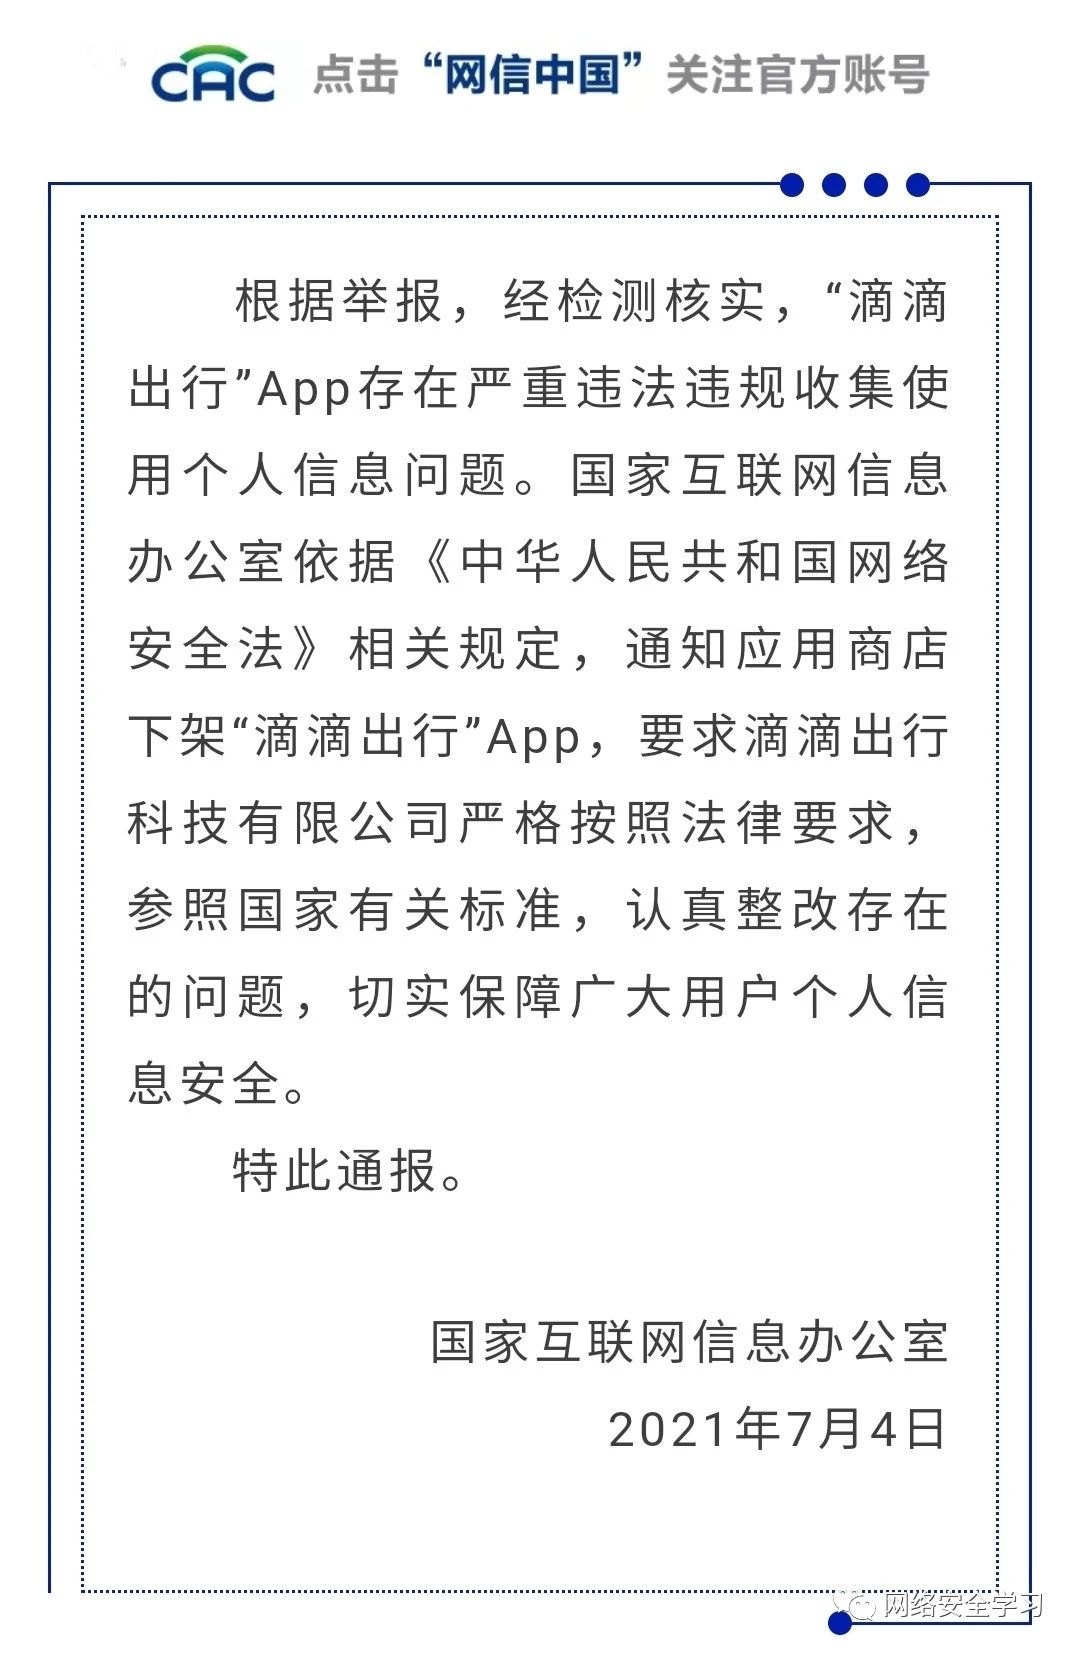 CAC 点击“网信中国”关注官方账号
根据举报，经检测核实，“滴滴
出行”App存在严重违法违规收集使
用个人信息问题。国家互联网信息
办公室依据《中华人民共和国网络
安全法》相关规定，通知应用商店
下架“滴滴出行”App，要求滴滴出行
科技有限公司严格按照法律要求，
参照国家有关标准，认真整改存在
的问题，切实保障广大用户个人信
息安全。
特此通报。
国家互联网信息办公室
2021年7月4日
网络安全学习